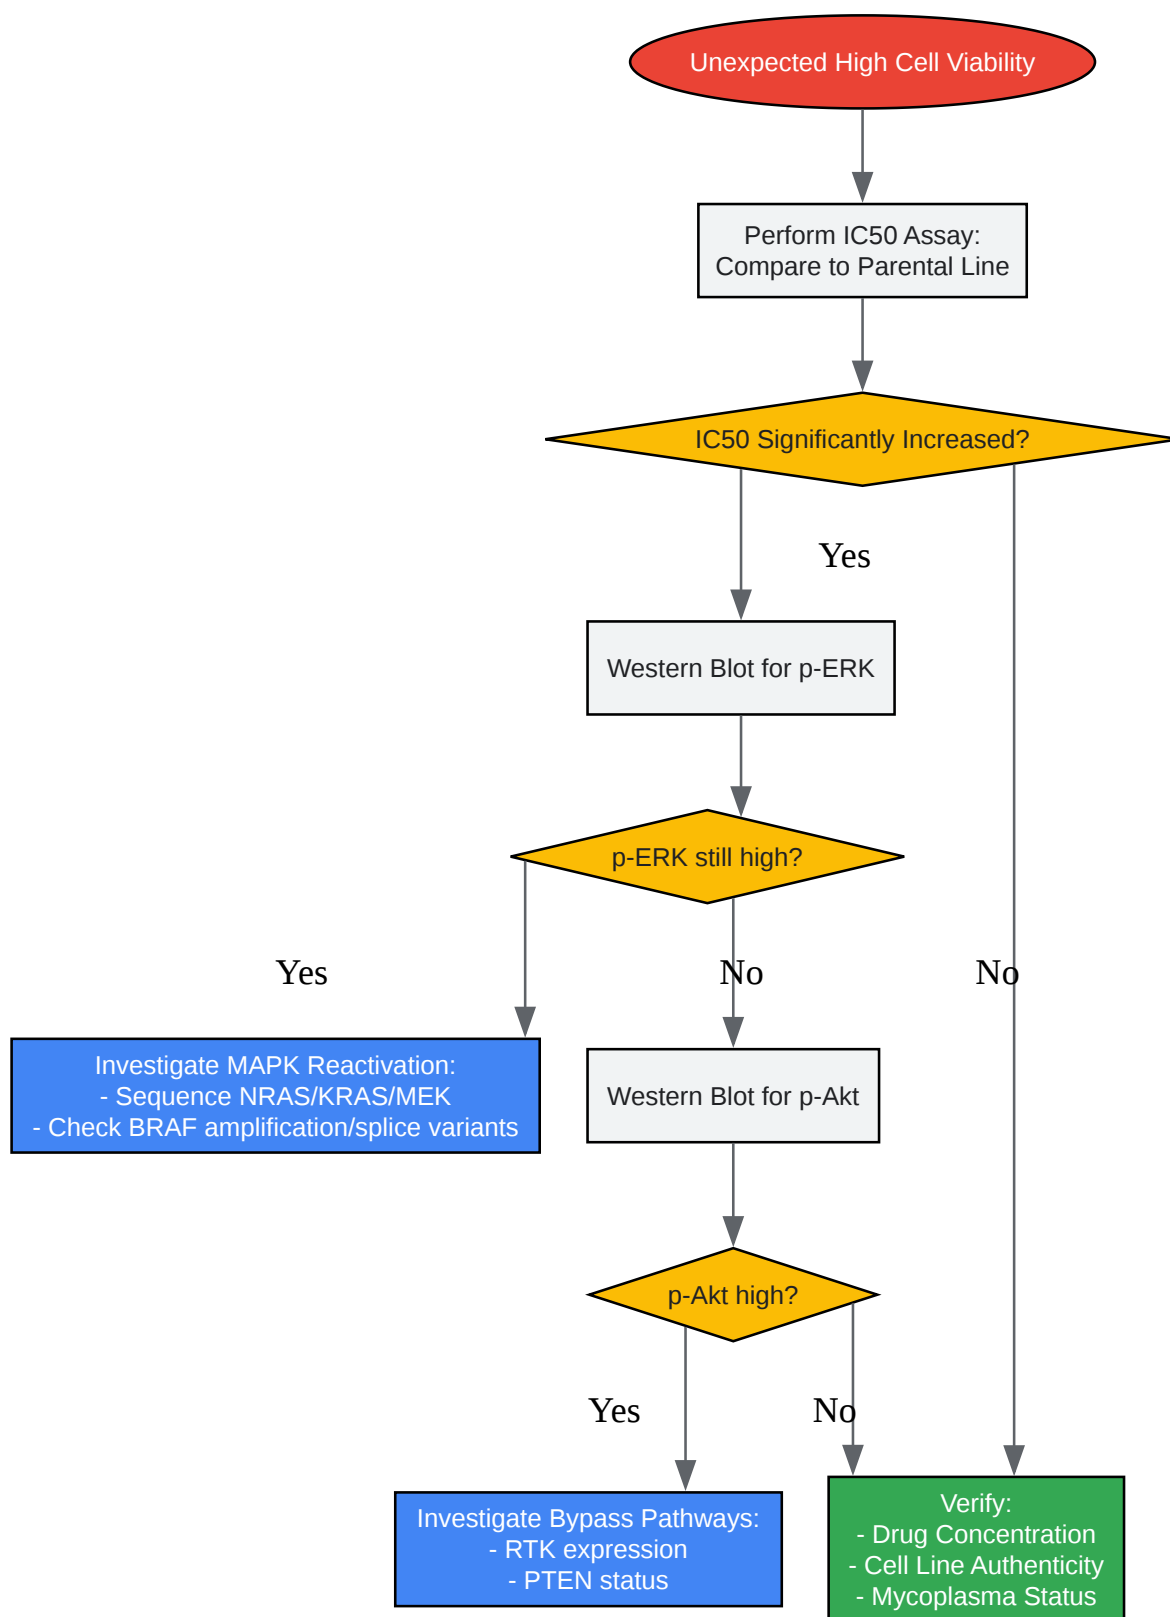 Unexpected High Cell Viability
Perform IC50 Assay:
Compare to Parental Line
IC50 Significantly Increased?
Yes
Western Blot for p-ERK
p-ERK still high?
Yes
No
No
Investigate MAPK Reactivation:
- Sequence NRAS/KRAS/MEK
- Check BRAF amplification/splice variants
Western Blot for p-Akt
p-Akt high?
Yes
No
Investigate Bypass Pathways:
- RTK expression
- PTEN status
Verify:
- Drug Concentration
- Cell Line Authenticity
- Mycoplasma Status